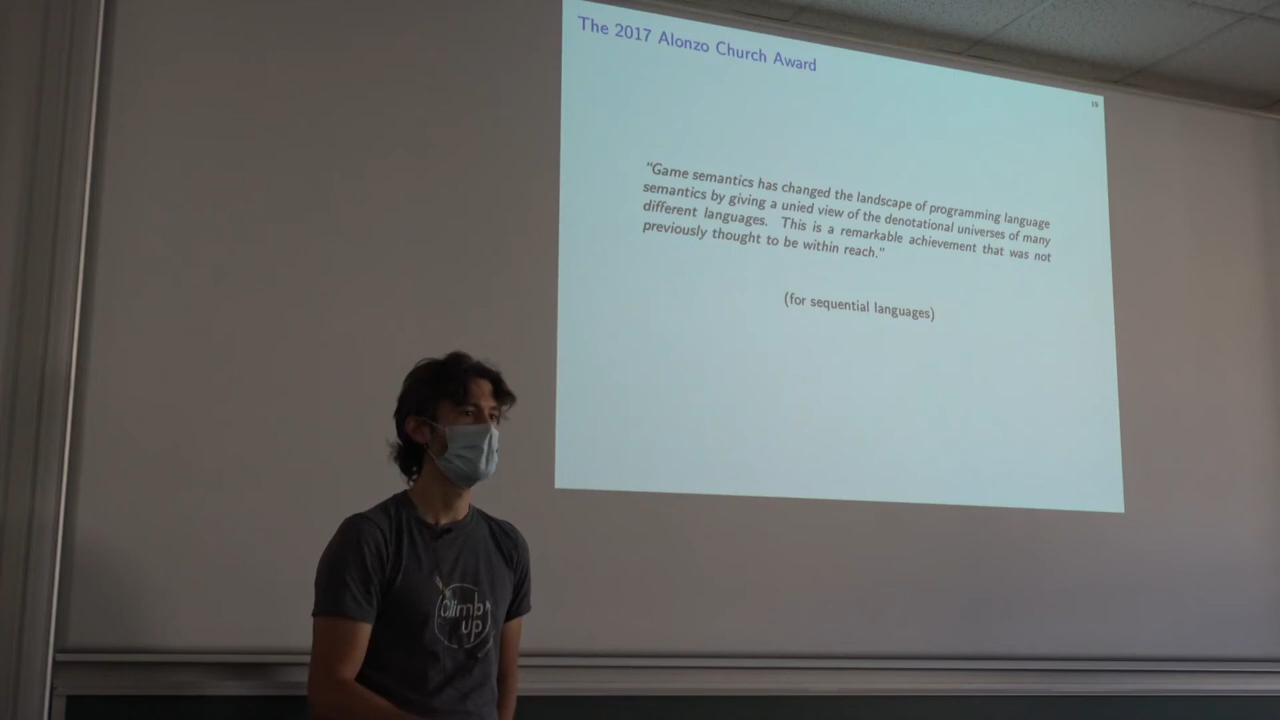 The 2017 Alonzo Church Award
19
“Game semantics has changed the landscape of programming language
semantics by giving a unied view of the denotational universes of many
different languages. This is a remarkable achievement that was not
previously thought to be within reach.”
(for sequential languages)
Climb
up